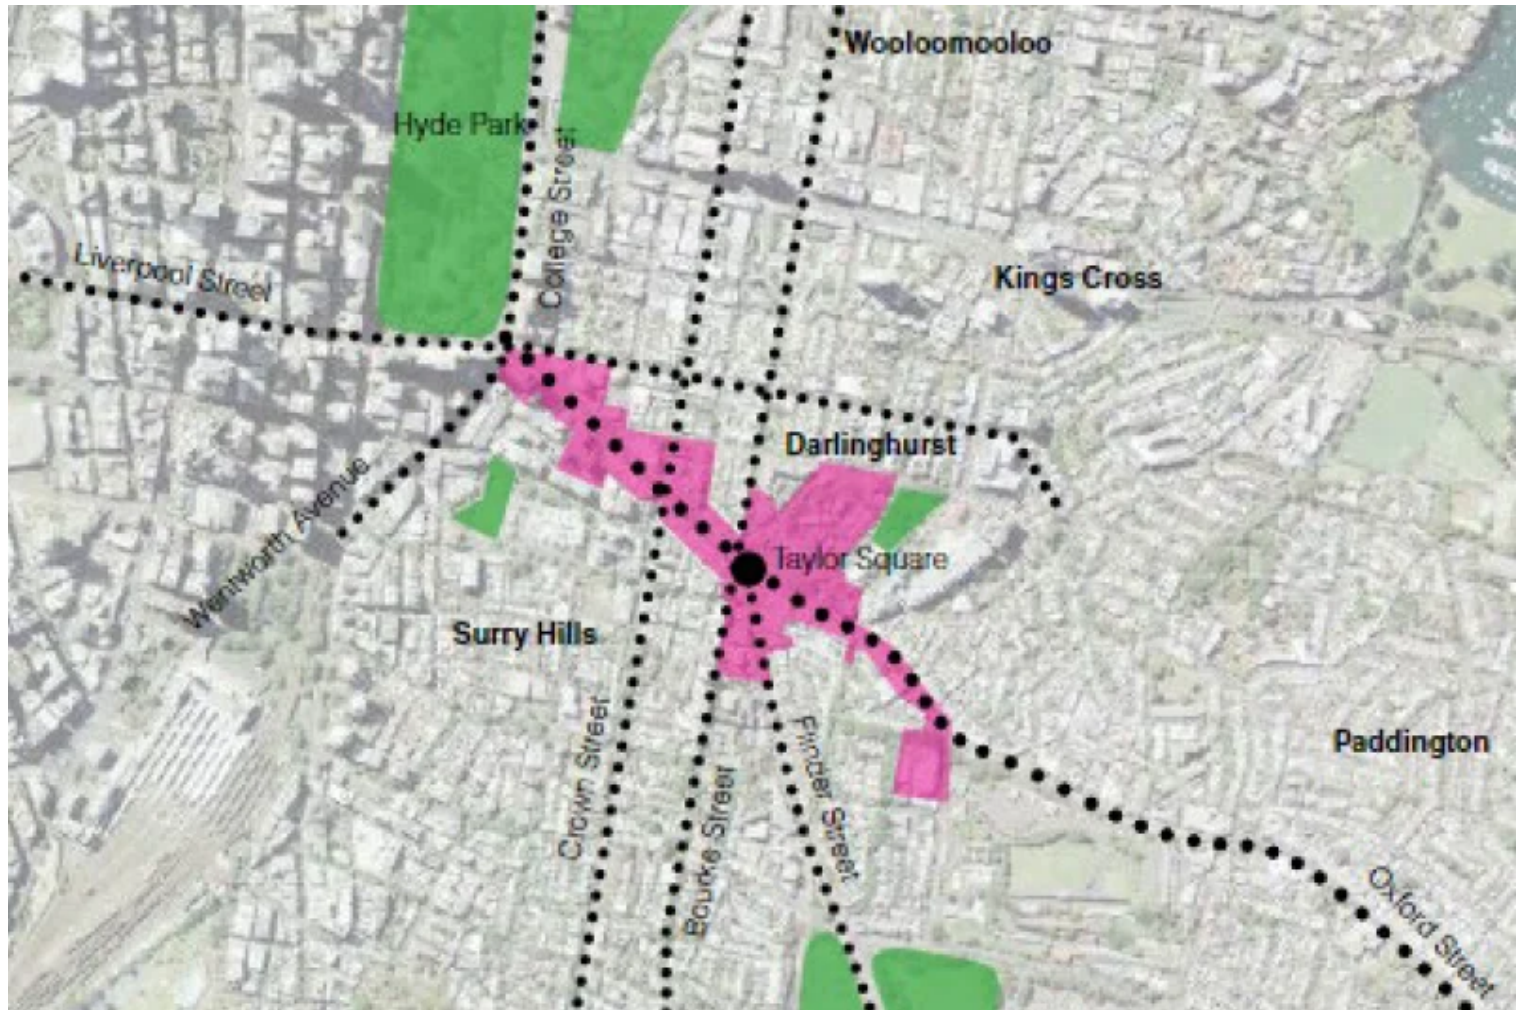 Wooloomooloo
Hyde Park
College Street
Liverpool Street
Kings Cross
Darlinghurst
Wentworth Avenue
Taylor Square
Surry Hills
Crown Street
Bourke Street
Flinder Street
Paddington
Oxford Street